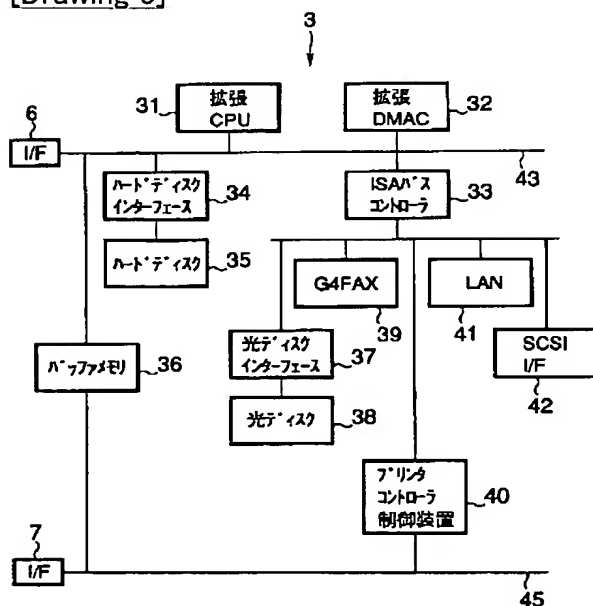 3
31
拡張
CPU
拡張
DMAC
32
6
I/F
43
ハードディスク
インターフェース
34
ISAバス
コントローラ
33
ハードディスク
35
G4FAX
39
LAN
41
バッファメモリ
36
光ディスク
インターフェース
37
SCSI
I/F
42
光ディスク
38
プリンタ
コントローラ
制御装置
40
7
I/F
45